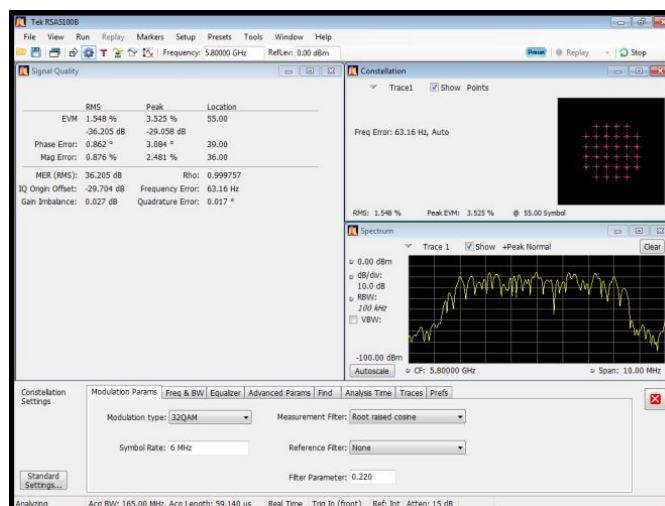 Tek RSA5100B
File View Run Replay Markers Setup Presets Tools Window Help
T Frequency: 5.80000 GHz RefLev: 0.00 dBm Preset Replay Stop
Signal Quality
RMS Peak Location
EVM 1.548 % 3.525 % 55.00
-36.205 dB -29.058 dB
Phase Error: 0.862 ° 3.084 ° 39.00
Mag Error: 0.876 % 2.481 % 36.00
MER (RMS): 36.205 dB Rho: 0.999757
IQ Origin Offset: -29.704 dB Frequency Error: 63.16 Hz
Gain Imbalance: 0.027 dB Quadrature Error: 0.017 °
Constellation
Trace1 Show Points
Freq Error: 63.16 Hz, Auto
RMS: 1.548 % Peak EVM: 3.525 % @ 55.00 Symbol
Spectrum
Trace 1 Show +Peak Normal Clear
0.00 dBm
dB/div:
10.0 dB
RBW:
100 kHz
VBW:
-100.00 dBm
Autoscale CF: 5.80000 GHz Span: 10.00 MHz
Constellation
Settings
Modulation Params Freq & BW Equalizer Advanced Params Find Analysis Time Traces Prefs
Modulation type: 32QAM Measurement Filter: Root raised cosine
Symbol Rate: 6 MHz Reference Filter: None
Filter Parameter: 0.220
Standard
Settings...
Analyzing Acq BW: 165.00 MHz, Acq Length: 59.140 us Real Time Trig In (front) Ref: Int Atten: 15 dB